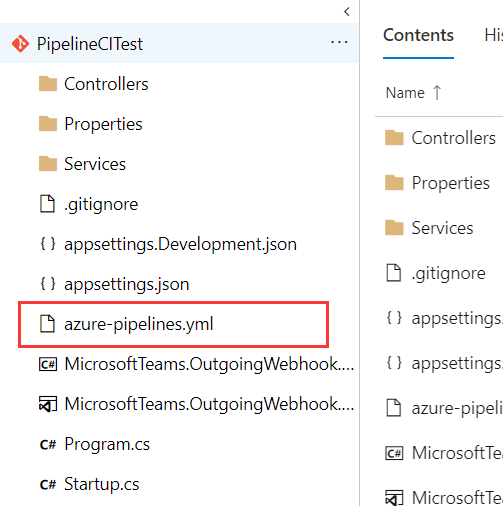 PipelineCITest
Controllers
Properties
Services
.gitignore
appsettings.Development.json
appsettings.json
azure-pipelines.yml
MicrosoftTeams.OutgoingWebhook....
MicrosoftTeams.OutgoingWebhook....
Program.cs
Startup.cs
Contents His
Name ↑
Controllers
Properties
Services
.gitignore
appsettings.
appsettings.
azure-pipeli
MicrosoftTe
MicrosoftTe